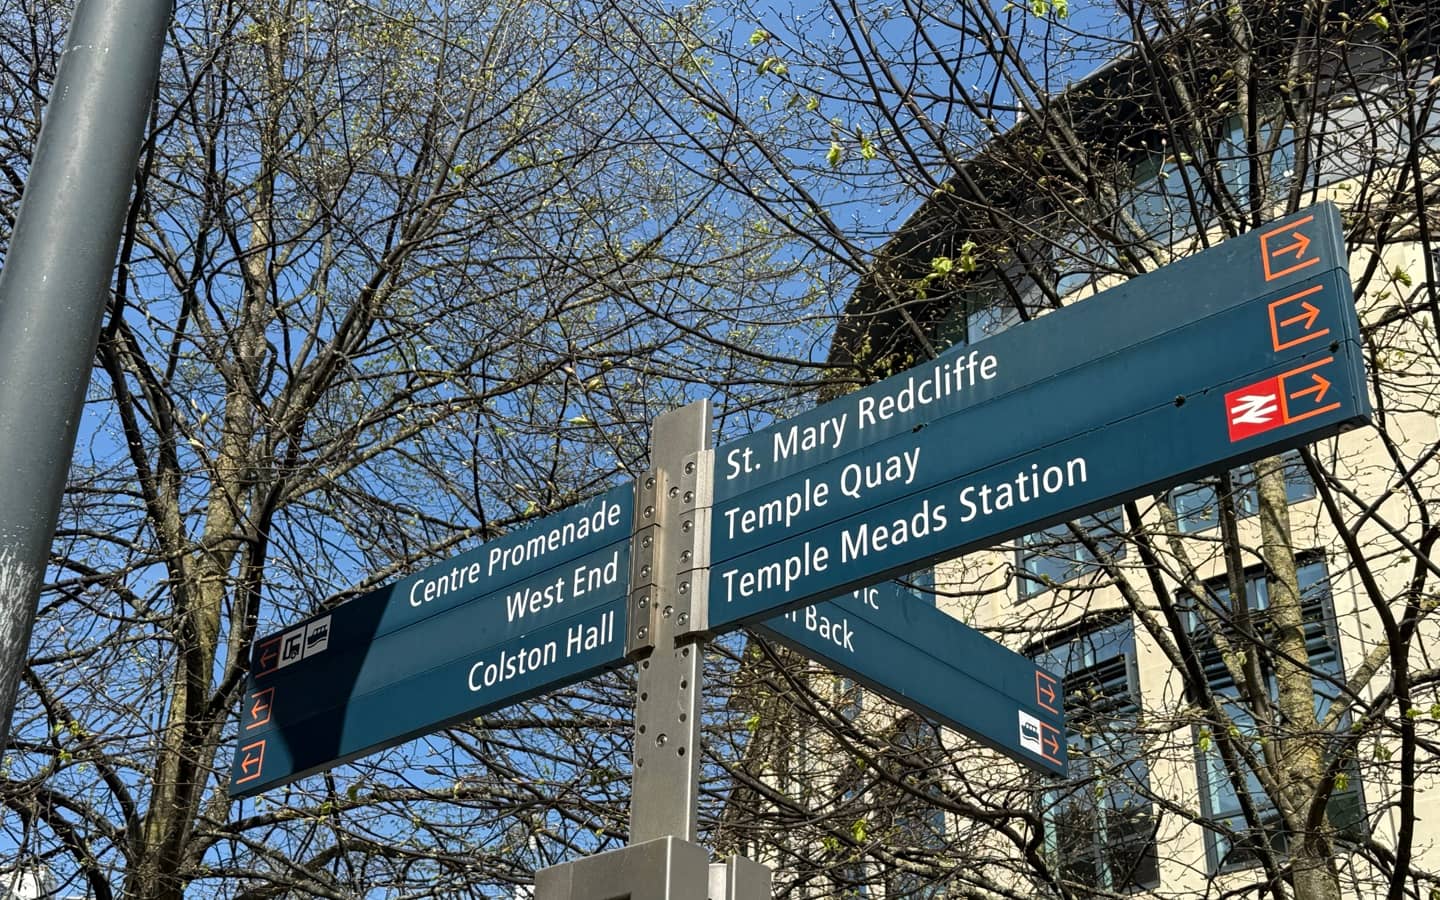 Centre Promenade
West End
Colston Hall
St. Mary Redcliffe
Temple Quay
Temple Meads Station
Back